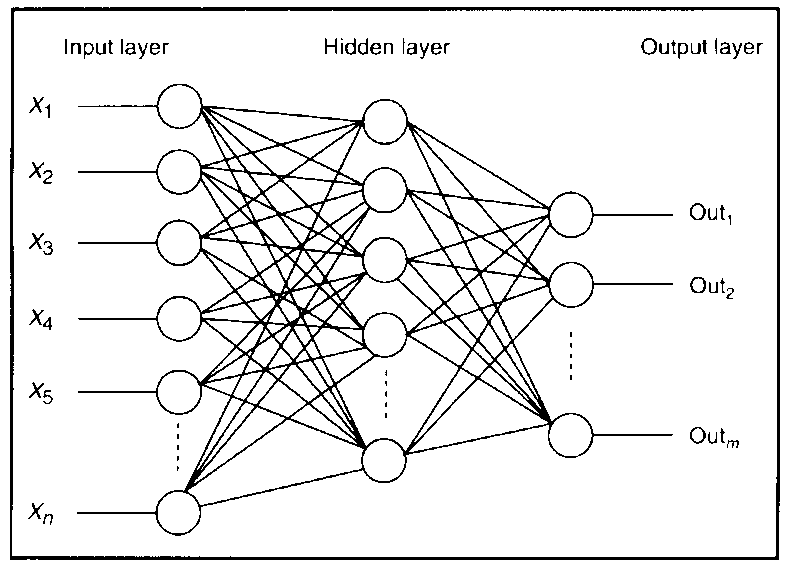 Input layer Hidden layer Output layer
X1
X2
X3
X4
X5
Xn
Out1
Out2
Outm